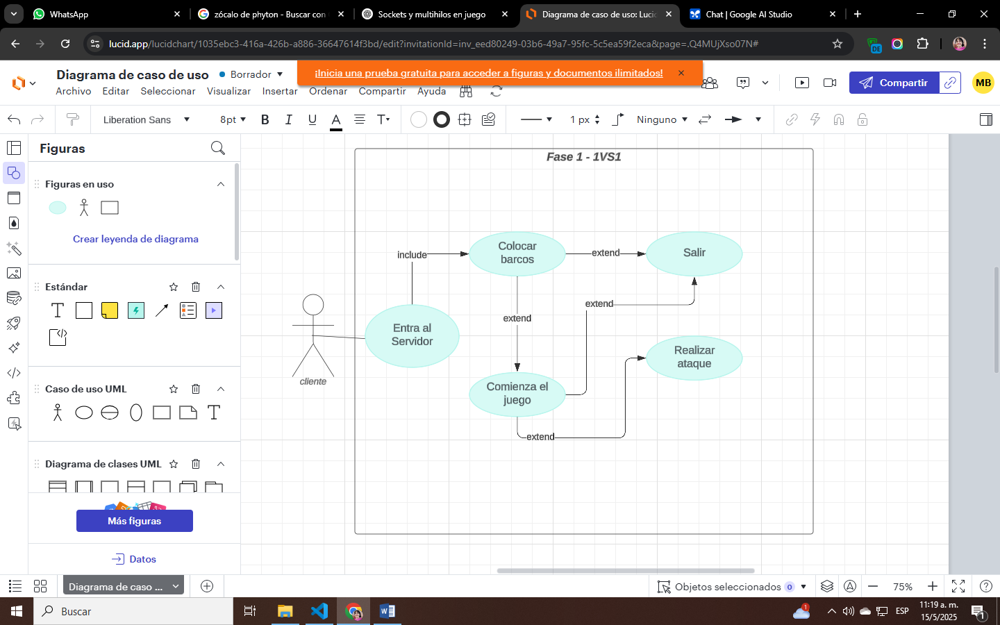 WhatsApp
zócalo de phyton - Buscar con
Sockets y multihilos en juego
Diagrama de caso de uso: Lucid
Chat | Google AI Studio
lucid.app/lucidchart/1035ebc3-416a-426b-a886-36647614f3bd/edit?invitationId=inv_eed80249-03b6-49a7-95fc-5c5ea59f2eca&page=.Q4MUjXso07N#
DE
Diagrama de caso de uso
Borrador
¡Inicia una prueba gratuita para acceder a figuras y documentos ilimitados!
Archivo Editar Seleccionar Visualizar Insertar Ordenar Compartir Ayuda
Compartir
MB
Liberation Sans 8pt B I U A T 1 px Ninguno
Figuras
Figuras en uso
Crear leyenda de diagrama
Estándar
Caso de uso UML
Diagrama de clases UML
Más figuras
Datos
Fase 1 - 1VS1
Colocar
barcos
Salir
include
extend
extend
extend
Entra al
Servidor
cliente
Realizar
ataque
Comienza el
juego
extend
Diagrama de caso ...
Objetos seleccionados 0
75%
Buscar
1
ESP
11:19 a. m.
15/5/2025
1